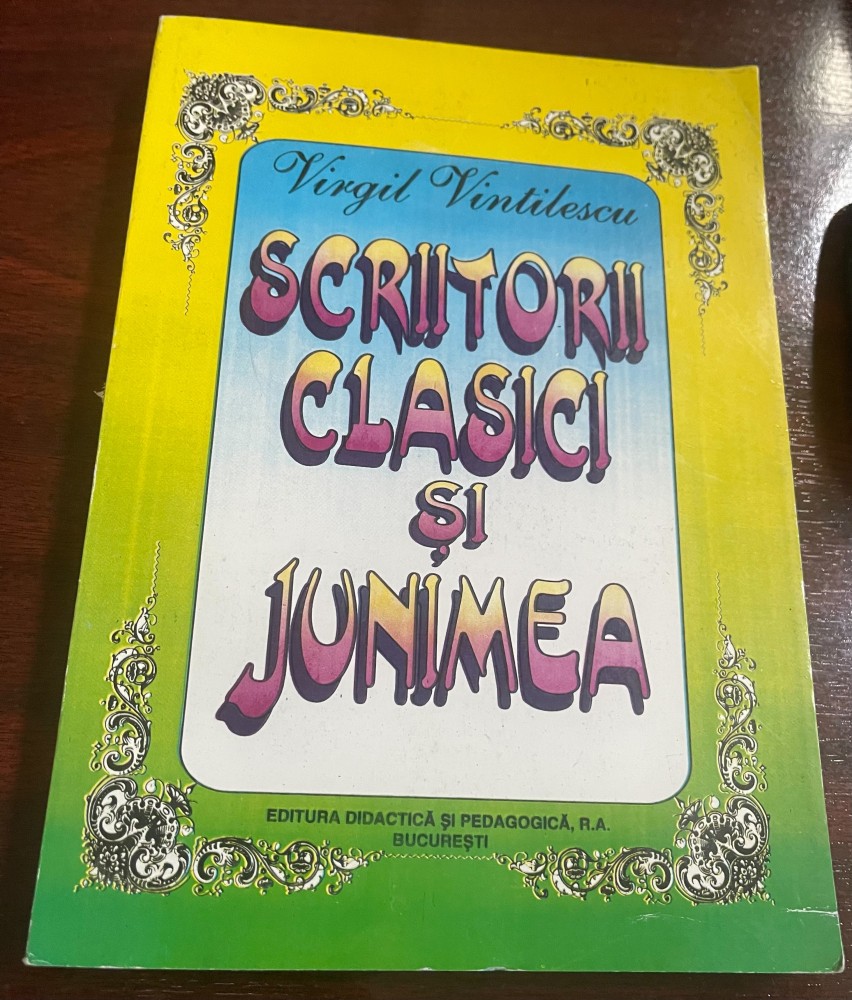 Virgil Vintilescu
SCRIITORII
CLASICI
ȘI
JUNIMEA
EDITURA DIDACTICĂ ȘI PEDAGOGICĂ, R.A.
BUCUREȘTI